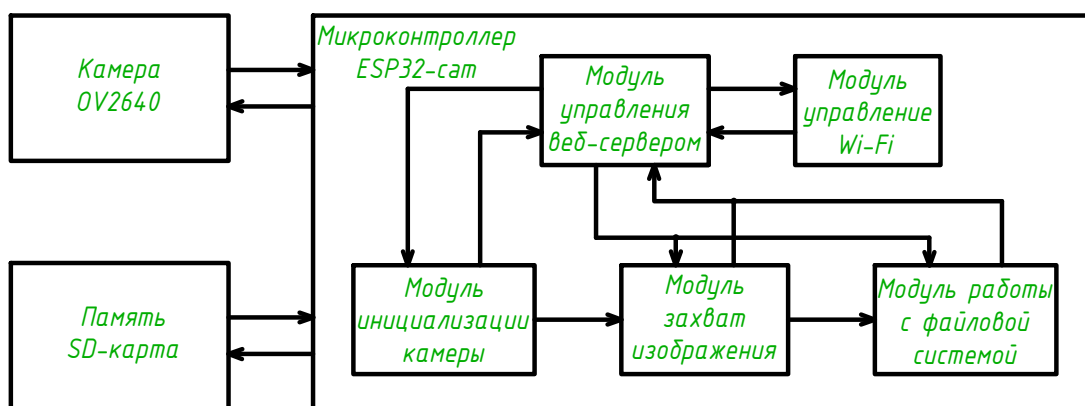 Камера
OV2640
Микроконтроллер
ESP32-cam
Модуль
управления
веб-сервером
Модуль
управление
Wi-Fi
Память
SD-карта
Модуль
инициализации
камеры
Модуль
захват
изображения
Модуль работы
с файловой
системой